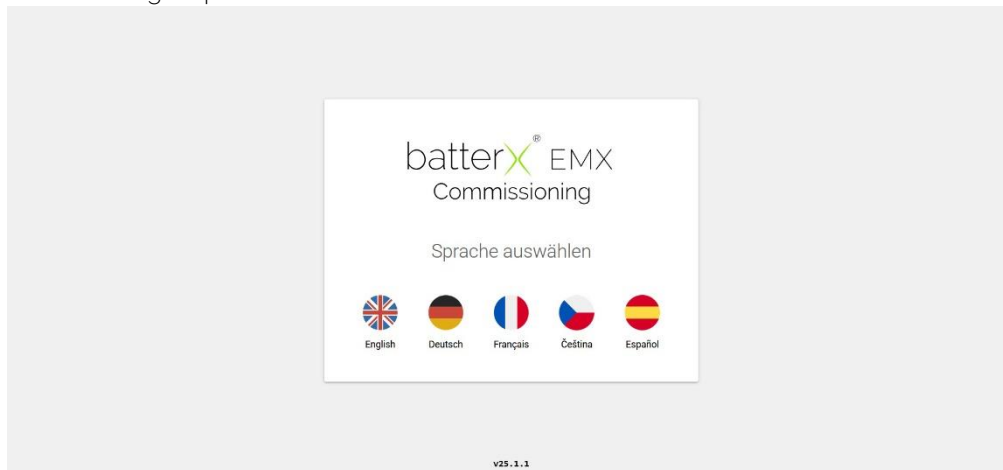 batterX® EMX
Commissioning
Sprache auswählen
English Deutsch Français Čeština Español
v25.1.1